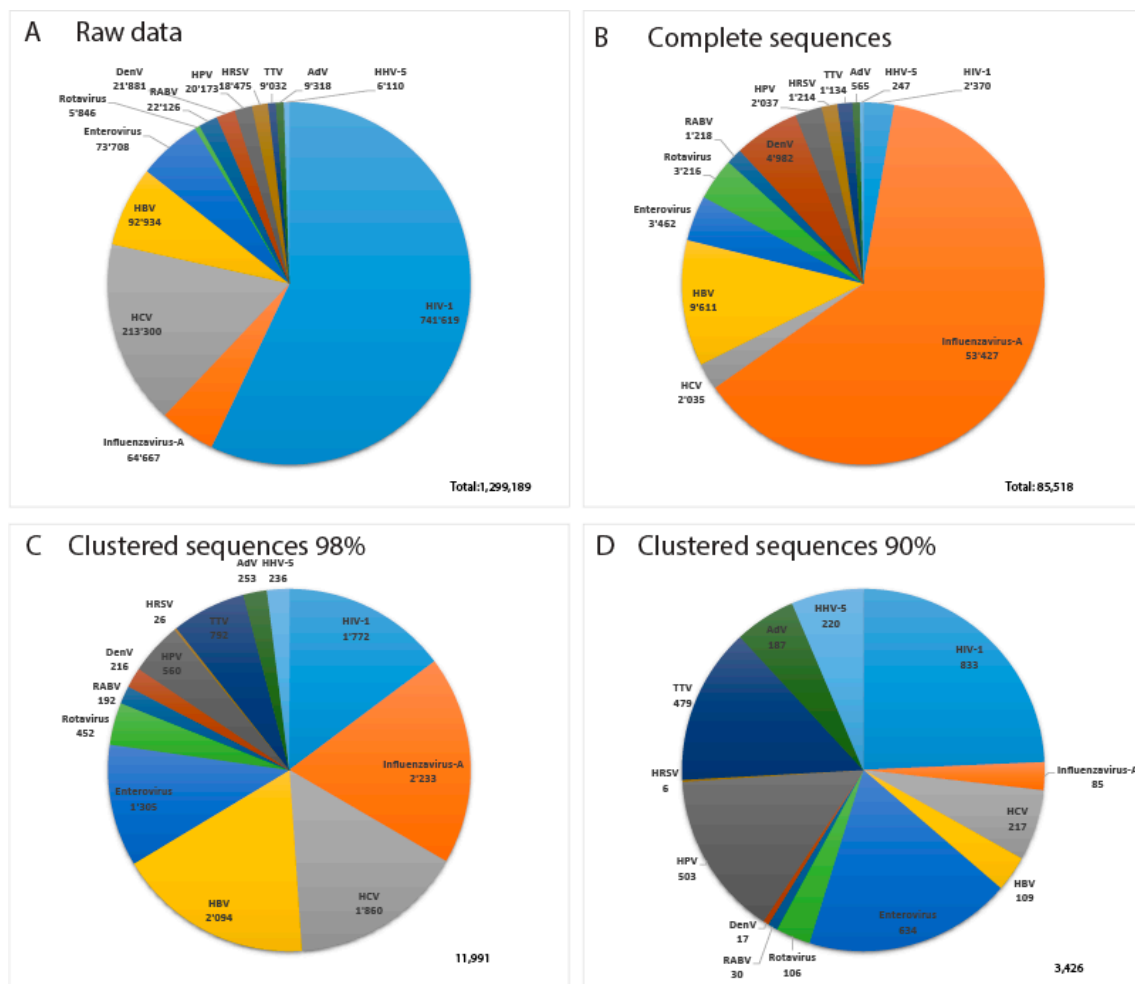 A Raw data
DenV
21'881
HPV
20'173
HRSV
18'475
TTV
9'032
AdV
9'318
HHV-5
6'110
RABV
22'126
Rotavirus
5'846
Enterovirus
73'708
HBV
92'934
HCV
213'300
HIV-1
741'619
Influenzavirus-A
64'667
Total:1,299,189
B Complete sequences
HPV
2'037
HRSV
1'214
TTV
1'134
AdV
565
HHV-5
247
HIV-1
2'370
RABV
1'218
DenV
4'982
Rotavirus
3'216
Enterovirus
3'462
HBV
9'611
Influenzavirus-A
53'427
HCV
2'035
Total: 85,518
C Clustered sequences 98%
AdV
253
HHV-5
236
HRSV
26
TTV
792
HIV-1
1'772
DenV
216
HPV
560
RABV
192
Rotavirus
452
Influenzavirus-A
2'233
Enterovirus
1'305
HBV
2'094
HCV
1'860
11,991
D Clustered sequences 90%
HHV-5
220
AdV
187
HIV-1
833
TTV
479
Influenzavirus-A
85
HRSV
6
HCV
217
HPV
503
HBV
109
Enterovirus
634
DenV
17
RABV
30
Rotavirus
106
3,426